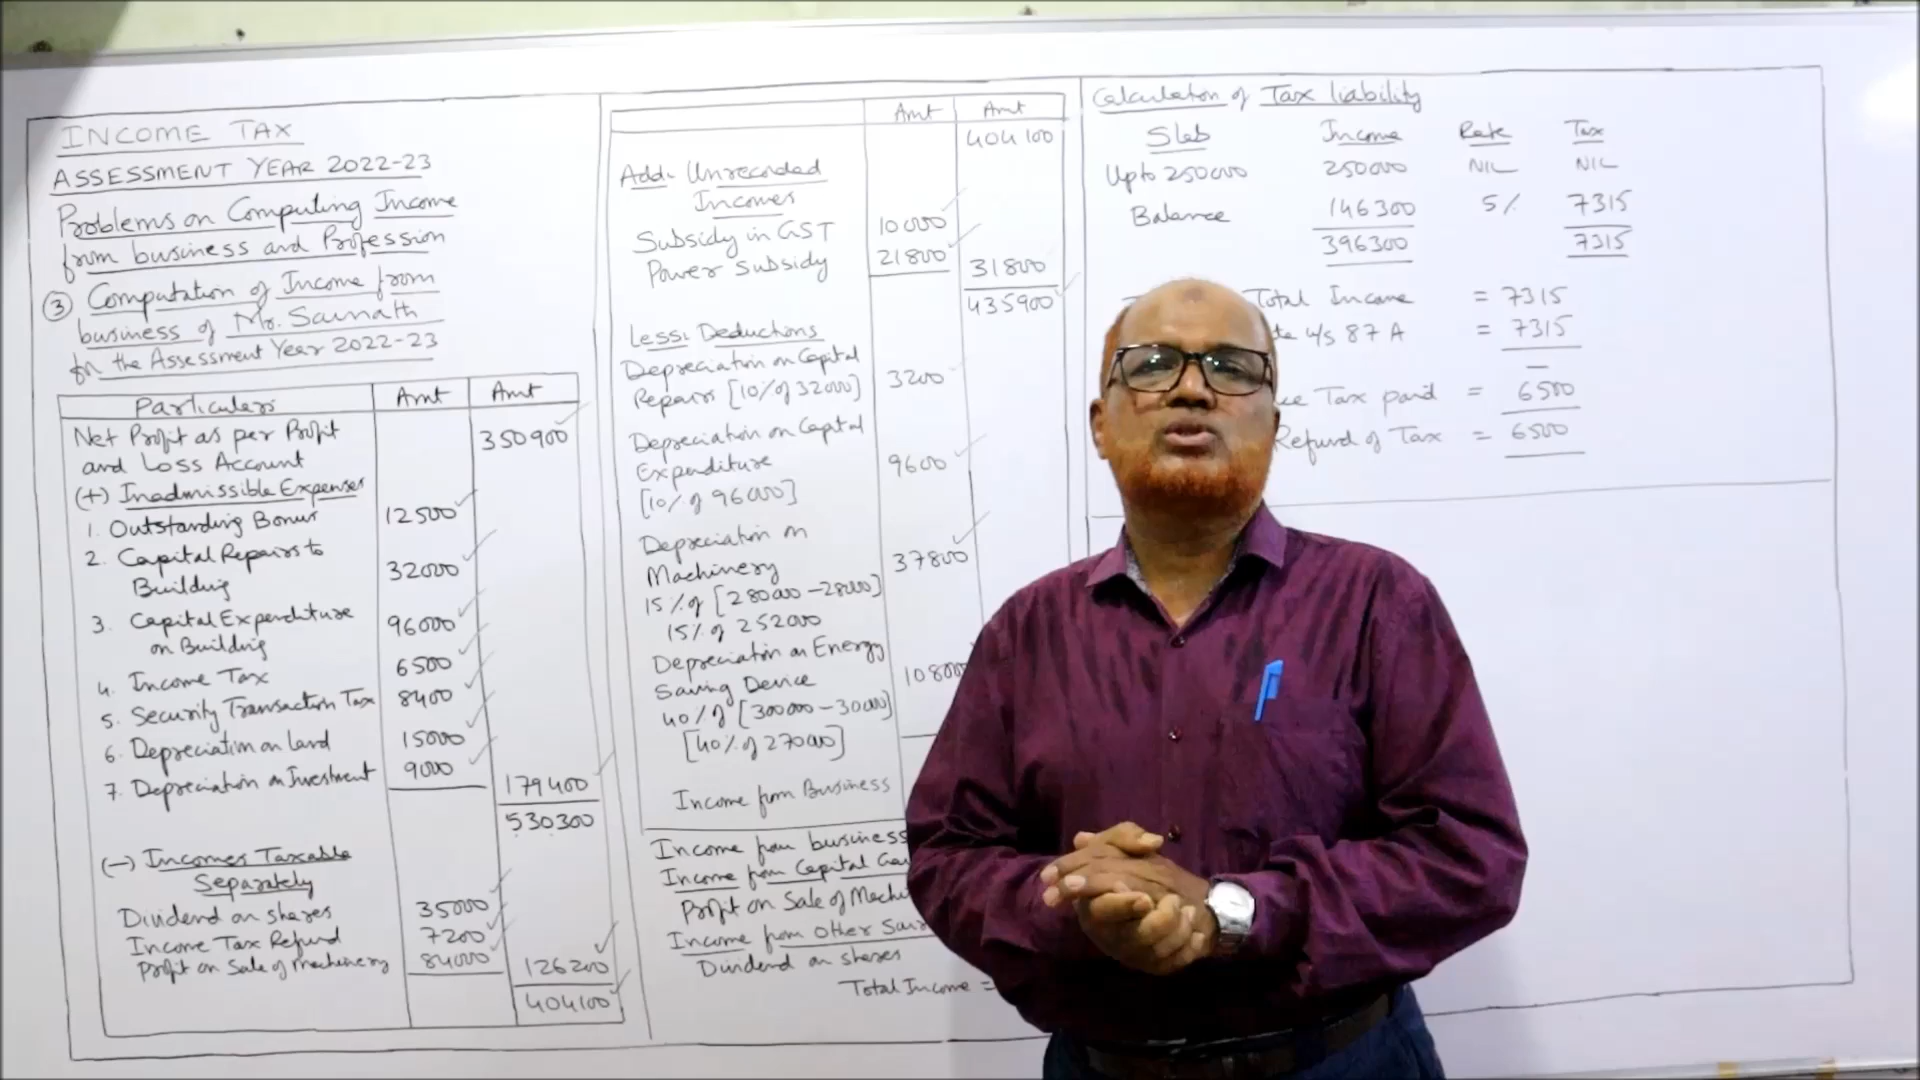 INCOME TAX
ASSESSMENT YEAR 2022-23
Problems on Computing Income
from business and Profession
③ Computation of Income from
business of Mr. Sainath
for the Assessment Year 2022-23
Particulars Amt Amt
Net Profit as per Profit
and Loss Account 350900
(+) Inadmissible Expenses
1. Outstanding Bonus 12500
2. Capital Repairs to
Building 32000
3. Capital Expenditure
on Building 96000
4. Income Tax 6500
5. Security Transaction Tax 8400
6. Depreciation on Land 15000
7. Depreciation on Investment 9000 179400
530300
(-) Incomes Taxable
Separately
Dividend on shares 35000
Income Tax Refund 7200
Profit on Sale of Machinery 84000 126200
404100
Amt Amt
404100
Add: Unrecorded
Incomes
Subsidy in GST 10000
Power Subsidy 21800 31800
435900
Less: Deductions
Depreciation on Capital
Repairs [10% of 32000] 3200
Depreciation on Capital
Expenditure 9600
[10% of 96000]
Depreciation on
Machinery 37800
15% of [280000-28000]
15% of 252000
Depreciation on Energy
Saving Device 108000
40% of [300000-30000]
[40% of 270000]
Income from Business
Income from business
Income from Capital
Profit on Sale of
Income from Other
Dividend on shares
Total Income =
Calculation of Tax liability
Slab Income Rate Tax
Upto 250000 250000 NIL NIL
Balance 146300 5% 7315
396300 7315
Total Income = 7315
u/s 87 A = 7315
-
Tax paid = 6500
Refund of Tax = 6500